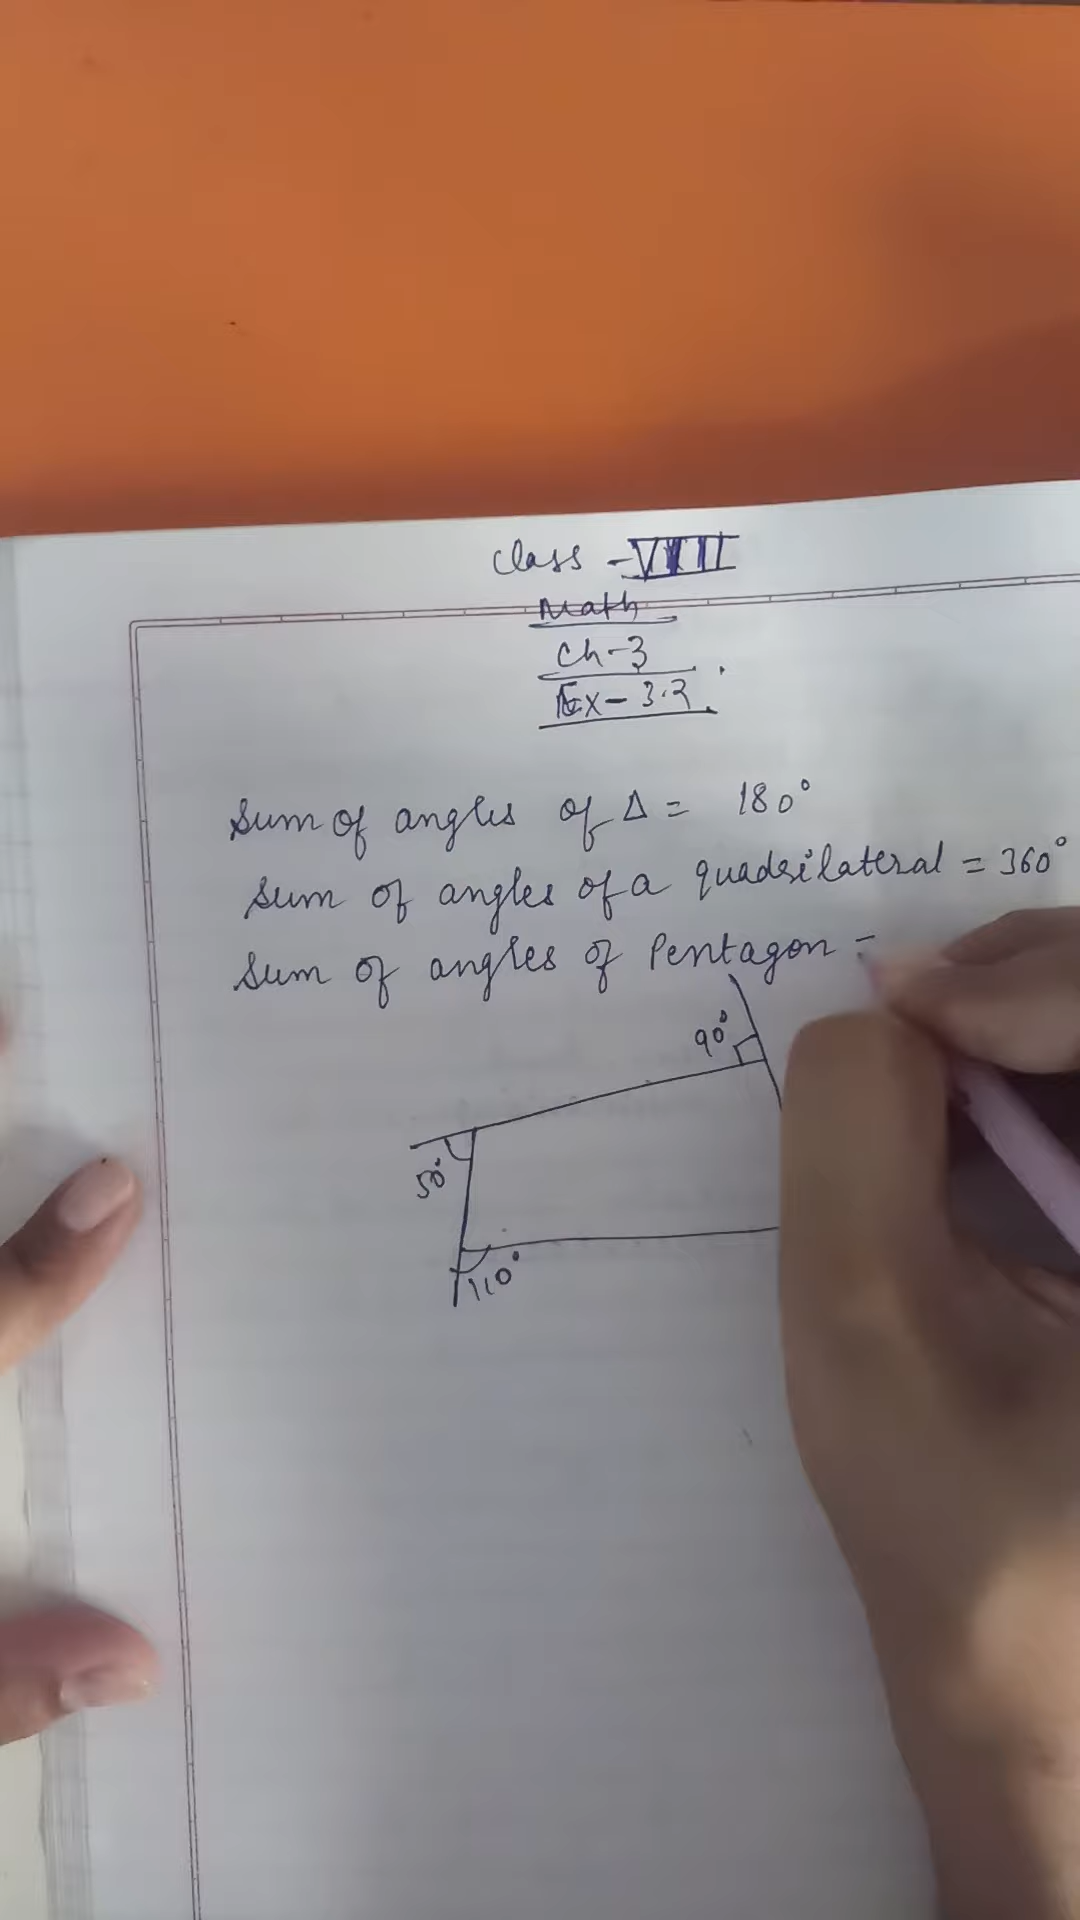 Class - VIII
Math
Ch-3
Ex - 3.2.
Sum of angles of Δ = 180°
Sum of angles of a quadrilateral = 360°
Sum of angles of Pentagon =
90°
50°
110°